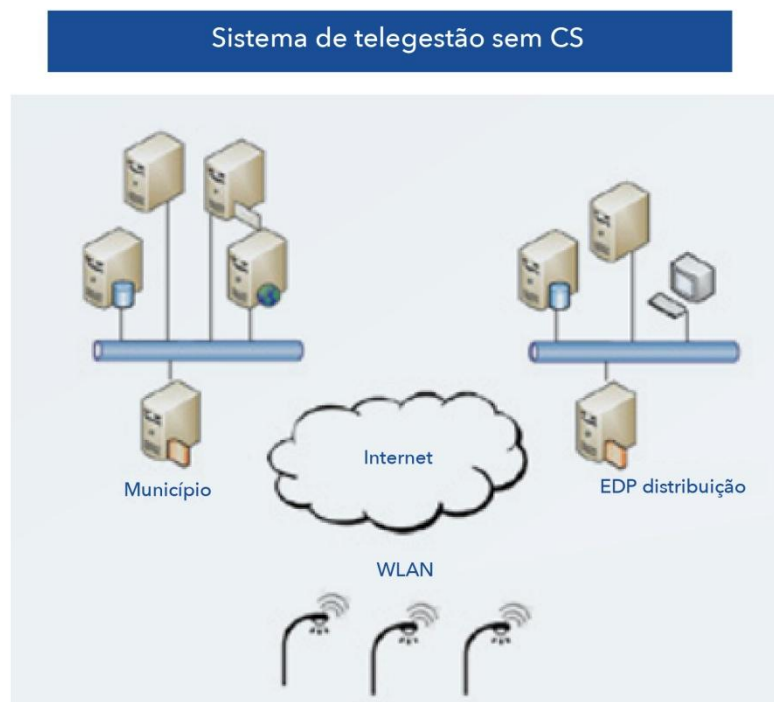 Sistema de telegestão sem CS
Internet
Município
EDP distribuição
WLAN